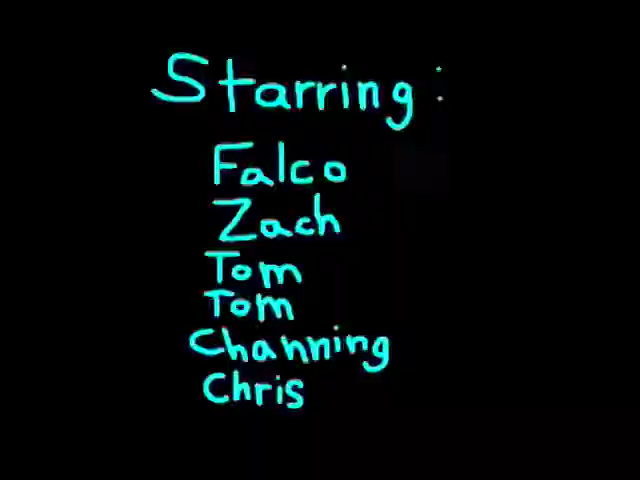 Starring:
Falco
Zach
Tom
Tom
Channing
Chris